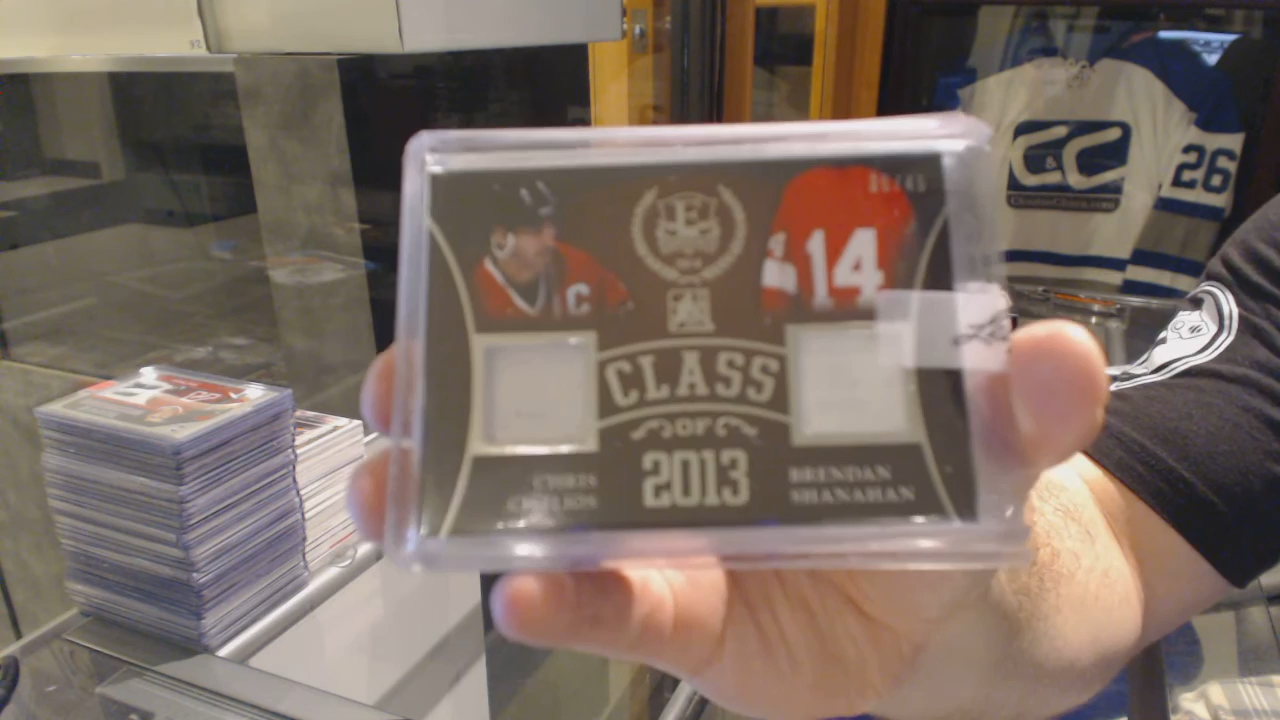 C
14
CLASS
OF
2013
CHRIS
CHELIOS
BRENDAN
SHANAHAN
C&C
26